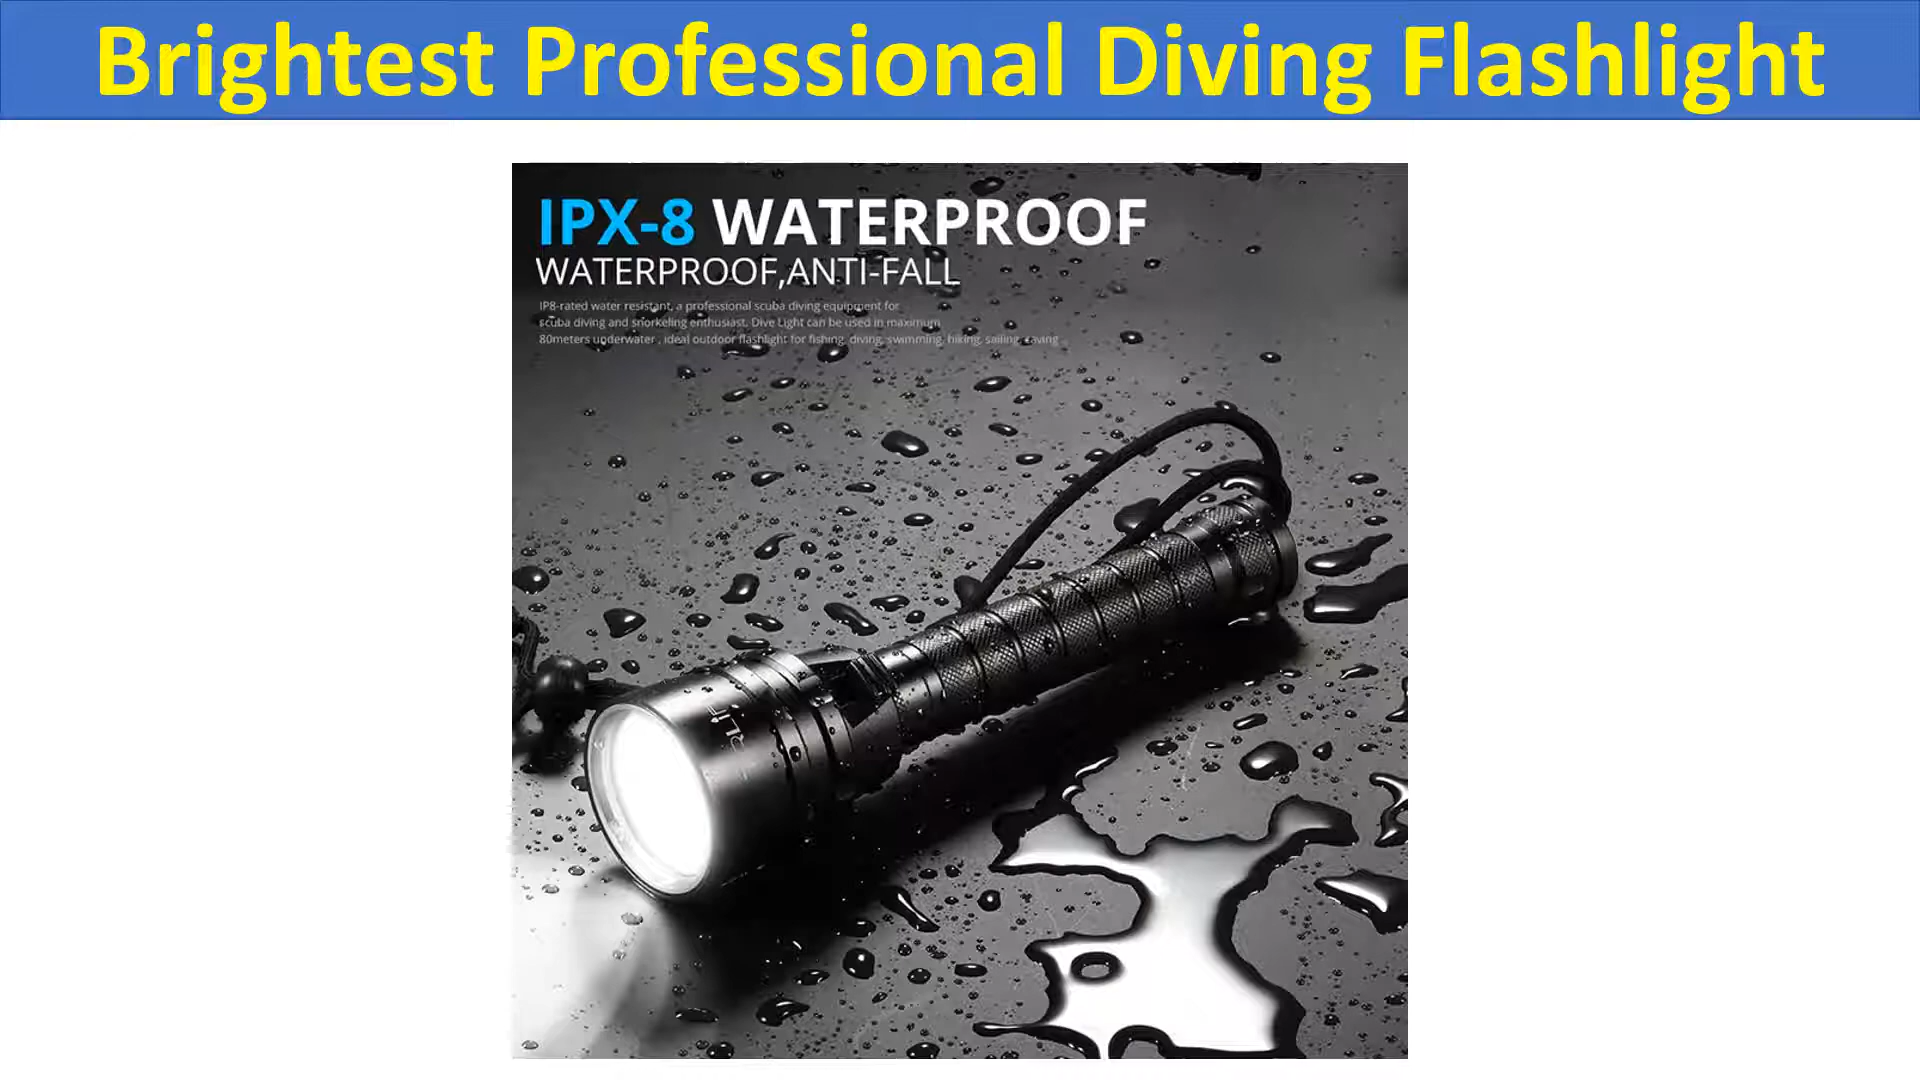 Brightest Professional Diving Flashlight
IPX-8 WATERPROOF
WATERPROOF,ANTI-FALL
IP8-rated water resistant, a professional scuba diving equipment for
scuba diving and snorkeling enthusiast. Dive Light can be used in maximum
80meters underwater , ideal outdoor flashlight for fishing, diving, swimming, hiking, sailing, caving